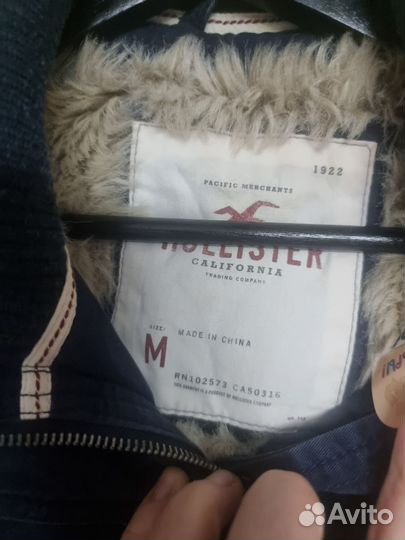 1922
PACIFIC MERCHANTS
HOLLISTER
CALIFORNIA
TRADING COMPANY
SIZE:
M
MADE IN CHINA
RN102573 CA50316
Avito